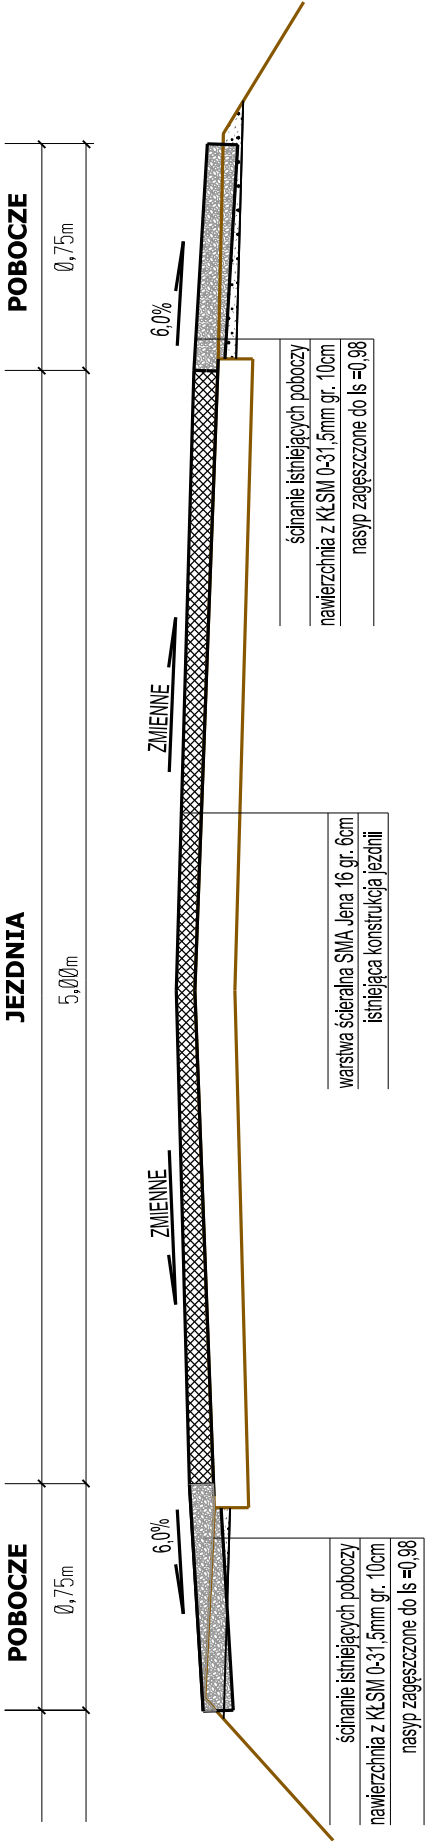 POBOCZE
JEZDNIA
POBOCZE
0,75m
5,00m
0,75m
6,0%
ZMIENNE
ZMIENNE
6,0%
ścinanie istniejących poboczy
nawierzchnia z KŁSM 0-31,5mm gr. 10cm
nasyp zagęszczone do Is =0,98
warstwa ścieralna SMA Jena 16 gr. 6cm
istniejąca konstrukcja jezdnii
ścinanie istniejących poboczy
nawierzchnia z KŁSM 0-31,5mm gr. 10cm
nasyp zagęszczone do Is =0,98